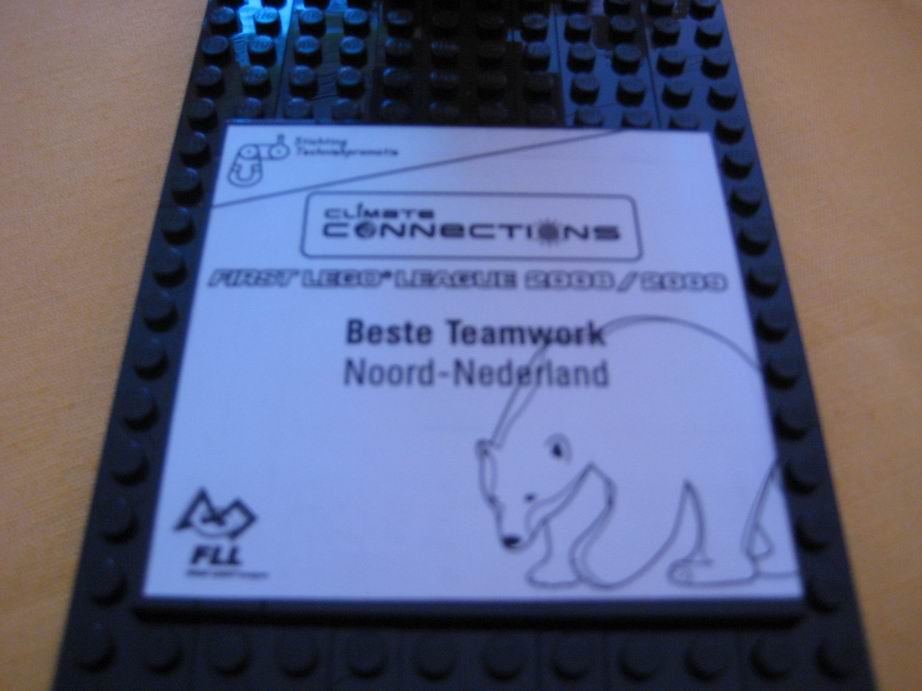 Stichting
Techniekpromotie
CLIMATE
CONNECTIONS
FIRST LEGO® LEAGUE 2008/2009
Beste Teamwork
Noord-Nederland
FLL